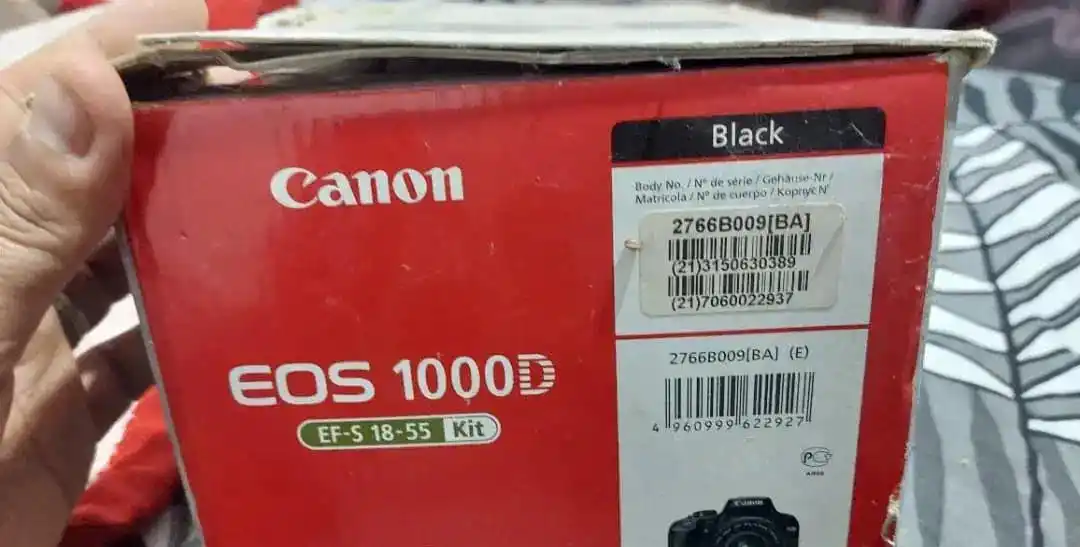 Canon
EOS 1000D
EF-S 18-55 Kit
Black
Body No. / N° de série / Gehäuse-Nr /
Matricola / N° de cuerpo / Корпус N°
2766B009[BA]
(21)3150630389
(21)7060022937
2766B009[BA] (E)
4 960999 622927
Canon